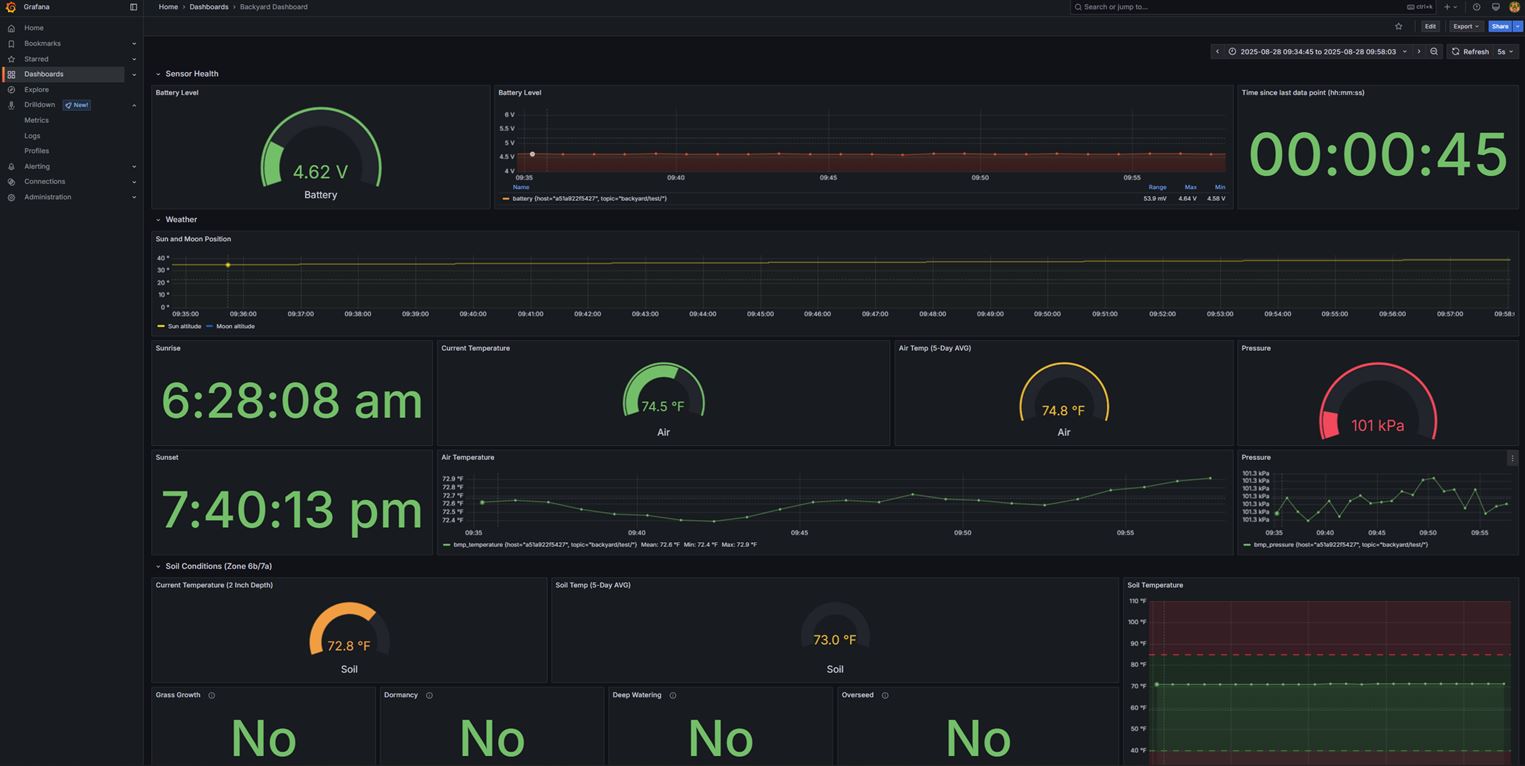 Grafana
Home › Dashboards › Backyard Dashboard
Search or jump to...
ctrl+k
Home
Bookmarks
Starred
Dashboards
Explore
Drilldown New!
Metrics
Logs
Profiles
Alerting
Connections
Administration
Edit Export Share
2025-08-28 09:34:45 to 2025-08-28 09:58:03 Refresh 5s
Sensor Health
Battery Level
4.62 V
Battery
Battery Level
6 V
5.5 V
5 V
4.5 V
4 V
09:35 09:40 09:45 09:50 09:55
Name Range Max Min
battery {host="a51a922f5427", topic="backyard/test/"} 53.9 mV 4.64 V 4.58 V
Time since last data point (hh:mm:ss)
00:00:45
Weather
Sun and Moon Position
40 °
30 °
20 °
10 °
0 °
09:35:00 09:36:00 09:37:00 09:38:00 09:39:00 09:40:00 09:41:00 09:42:00 09:43:00 09:44:00 09:45:00 09:46:00 09:47:00 09:48:00 09:49:00 09:50:00 09:51:00 09:52:00 09:53:00 09:54:00 09:55:00 09:56:00 09:57:00 09:58:
Sun altitude Moon altitude
Sunrise
6:28:08 am
Current Temperature
74.5 °F
Air
Air Temp (5-Day AVG)
74.8 °F
Air
Pressure
101 kPa
Sunset
7:40:13 pm
Air Temperature
72.9 °F
72.8 °F
72.7 °F
72.6 °F
72.5 °F
72.4 °F
09:35 09:40 09:45 09:50 09:55
bmp_temperature {host="a51a922f5427", topic="backyard/test/"} Mean: 72.6 °F Min: 72.4 °F Max: 72.9 °F
Pressure
101.3 kPa
101.3 kPa
101.3 kPa
101.3 kPa
101.3 kPa
101.3 kPa
101.3 kPa
09:35 09:40 09:45 09:50 09:55
bmp_pressure {host="a51a922f5427", topic="backyard/test/"}
Soil Conditions (Zone 6b/7a)
Current Temperature (2 Inch Depth)
72.8 °F
Soil
Soil Temp (5-Day AVG)
73.0 °F
Soil
Soil Temperature
110 °F
100 °F
90 °F
80 °F
70 °F
60 °F
50 °F
40 °F
Grass Growth
No
Dormancy
No
Deep Watering
No
Overseed
No